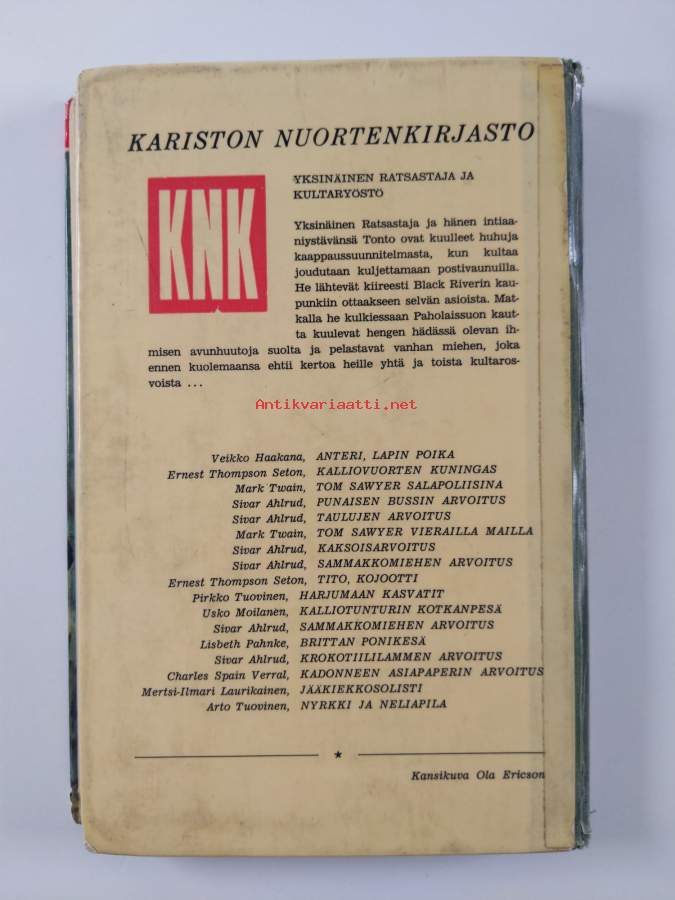 KARISTON NUORTENKIRJASTO
KNK
YKSINÄINEN RATSASTAJA JA
KULTARYÖSTÖ
Yksinäinen Ratsastaja ja hänen intiaa-
niystävänsä Tonto ovat kuulleet huhuja
kaappaussuunnitelmasta, kun kultaa
joudutaan kuljettamaan postivaunuilla.
He lähtevät kiireesti Black Riverin kau-
punkiin ottaakseen selvän asioista. Mat-
kalla he kulkiessaan Paholaissuon kaut-
ta kuulevat hengen hädässä olevan ih-
misen avunhuutoja suolta ja pelastavat vanhan miehen, joka
ennen kuolemaansa ehtii kertoa heille yhtä ja toista kultaros-
voista ...
Antikvariaatti.net
Veikko Haakana, ANTERI, LAPIN POIKA
Ernest Thompson Seton, KALLIOVUORTEN KUNINGAS
Mark Twain, TOM SAWYER SALAPOLIISINA
Sivar Ahlrud, PUNAISEN BUSSIN ARVOITUS
Sivar Ahlrud, TAULUJEN ARVOITUS
Mark Twain, TOM SAWYER VIERAILLA MAILLA
Sivar Ahlrud, KAKSOISARVOITUS
Sivar Ahlrud, SAMMAKKOMIEHEN ARVOITUS
Ernest Thompson Seton, TITO, KOJOOTTI
Pirkko Tuovinen, HARJUMAAN KASVATIT
Usko Moilanen, KALLIOTUNTURIN KOTKANPESÄ
Sivar Ahlrud, SAMMAKKOMIEHEN ARVOITUS
Lisbeth Pahnke, BRITTAN PONIKESÄ
Sivar Ahlrud, KROKOTIILILAMMEN ARVOITUS
Charles Spain Verral, KADONNEEN ASIAPAPERIN ARVOITUS
Mertsi-Ilmari Laurikainen, JÄÄKIEKKOSOLISTI
Arto Tuovinen, NYRKKI JA NELIAPILA
Kansikuva Ola Ericson